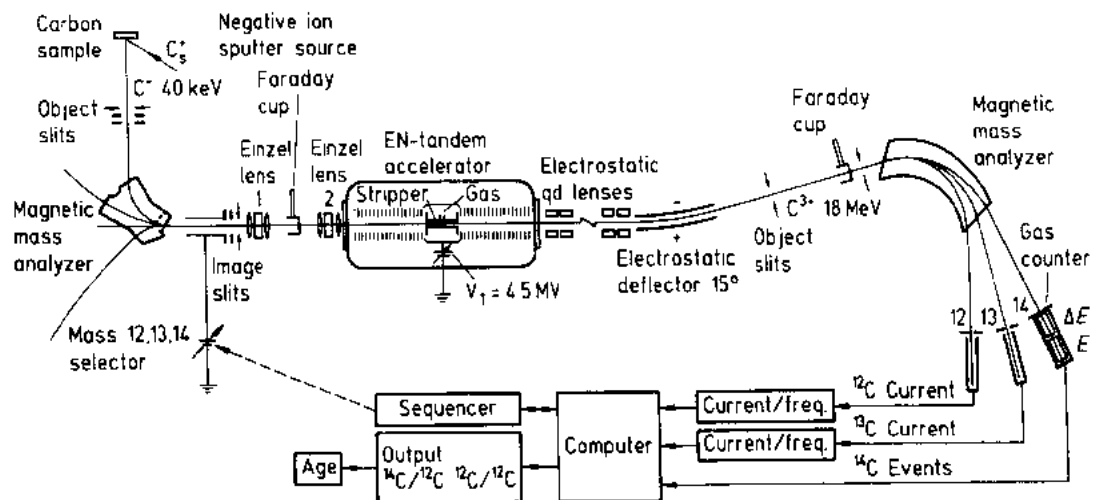 Carbon
sample
C⁺ₛ
C⁻ 40 keV
Object
slits
Magnetic
mass
analyzer
Negative ion
sputter source
Faraday
cup
Einzel
lens
1
Einzel
lens
2
Image
slits
Mass 12,13,14
selector
EN-tandem
accelerator
Stripper
Gas
V_T = 4.5 MV
Electrostatic
qd lenses
−
+
Electrostatic
deflector 15°
Object
slits
C³⁺ 18 MeV
Faraday
cup
Magnetic
mass
analyzer
Gas
counter
12
13
14
ΔE
E
¹²C Current
¹³C Current
¹⁴C Events
Current/freq.
Current/freq.
Computer
Sequencer
Output
¹⁴C/¹²C ¹²C/¹²C
Age